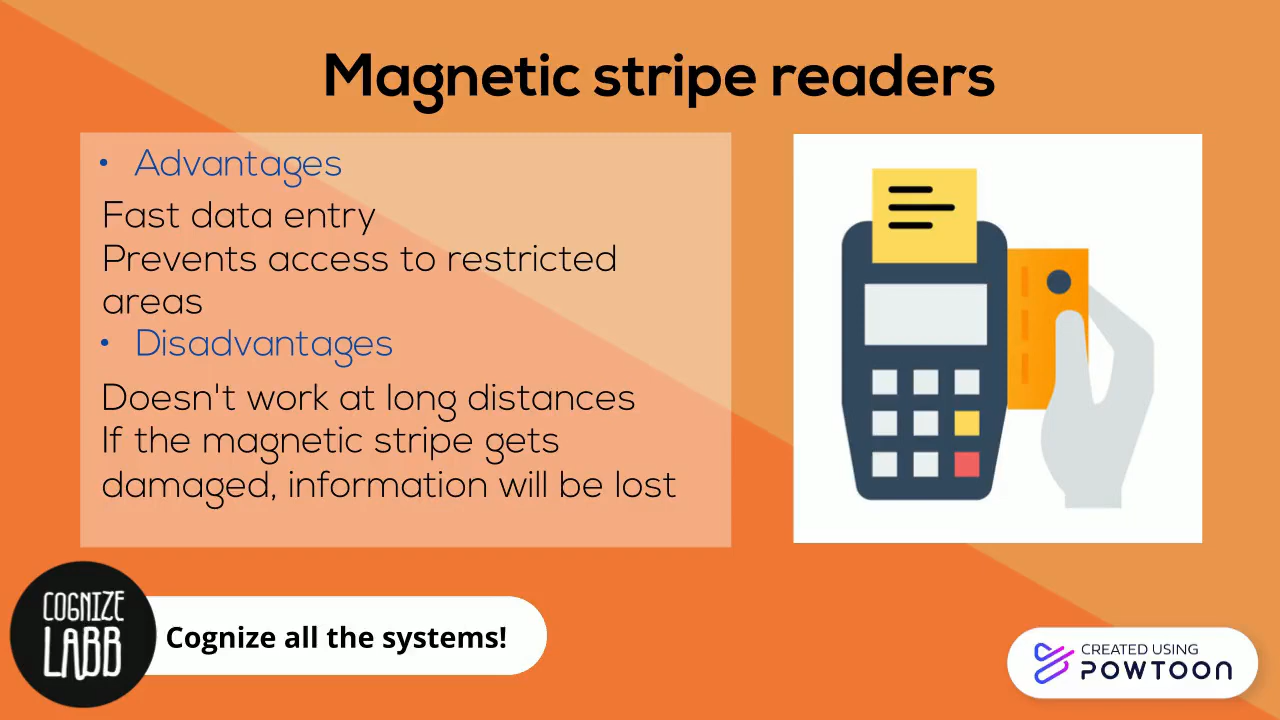 Magnetic stripe readers
• Advantages
Fast data entry
Prevents access to restricted
areas
• Disadvantages
Doesn't work at long distances
If the magnetic stripe gets
damaged, information will be lost
COGNIZE
LABB
Cognize all the systems!
CREATED USING
POWTOON